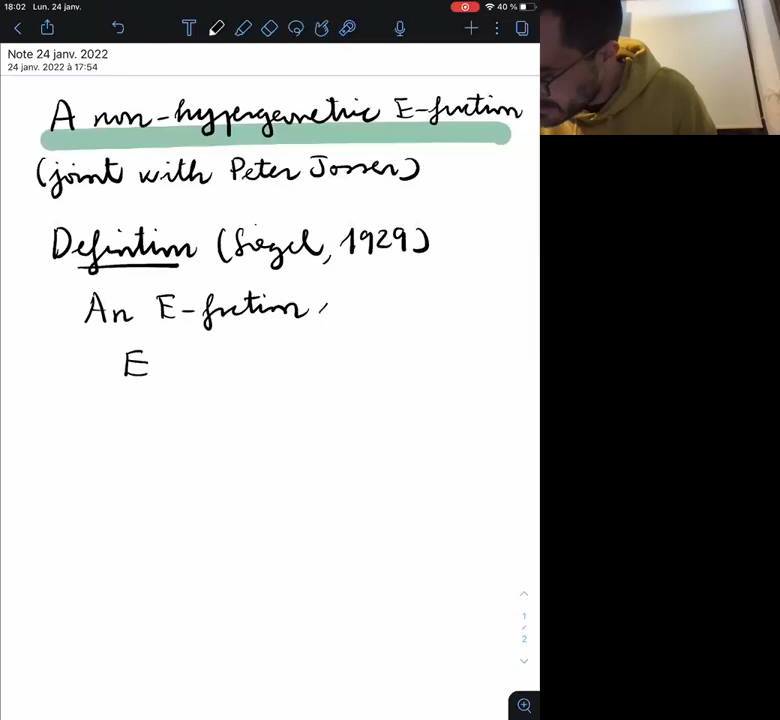 18:02 Lun. 24 janv.
40 %
Note 24 janv. 2022
24 janv. 2022 à 17:54
A non-hypergeometric E-function
(joint with Peter Jossen)
Definition (Siegel, 1929)
An E-function
E
1
2